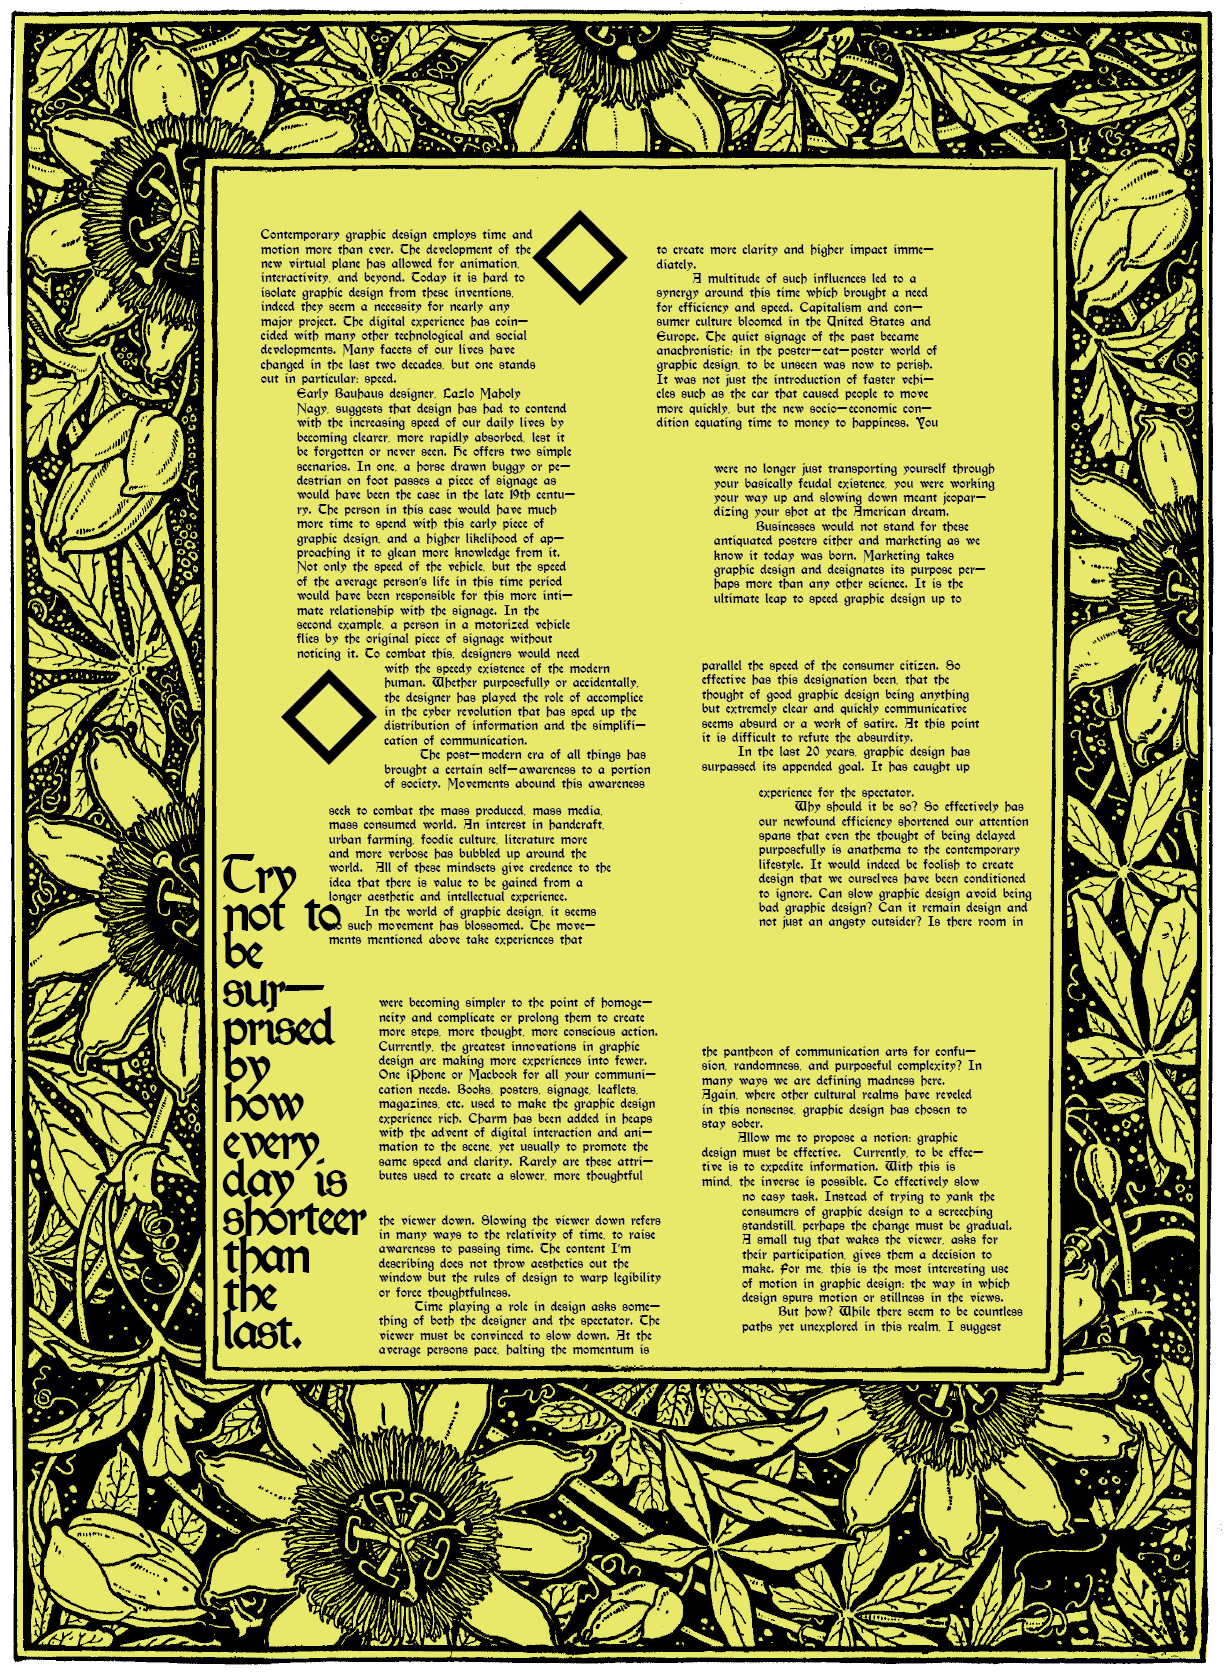 Contemporary graphic design employs time and
motion more than ever. The development of the
new virtual plane has allowed for animation,
interactivity, and beyond. Today it is hard to
isolate graphic design from these inventions,
indeed they seem a necessity for nearly any
major project. The digital experience has coin—
cided with many other technological and social
developments. Many facets of our lives have
changed in the last two decades, but one stands
out in particular: speed.
Early Bauhaus designer, Lazlo Maholy
Nagy, suggests that design has had to contend
with the increasing speed of our daily lives by
becoming clearer, more rapidly absorbed, lest it
be forgotten or never seen. He offers two simple
scenarios. In one, a horse drawn buggy or pe—
destrian on foot passes a piece of signage as
would have been the case in the late 19th centu—
ry. The person in this case would have much
more time to spend with this early piece of
graphic design, and a higher likelihood of ap—
proaching it to glean more knowledge from it.
Not only the speed of the vehicle, but the speed
of the average person's life in this time period
would have been responsible for this more inti—
mate relationship with the signage. In the
second example, a person in a motorized vehicle
flies by the original piece of signage without
noticing it. To combat this, designers would need
to create more clarity and higher impact imme—
diately.
A multitude of such influences led to a
synergy around this time which brought a need
for efficiency and speed. Capitalism and con—
sumer culture bloomed in the United States and
Europe. The quiet signage of the past became
anachronistic; in the poster—eat—poster world of
graphic design, to be unseen was now to perish.
It was not just the introduction of faster vehi—
cles such as the car that caused people to move
more quickly, but the new socio—economic con—
dition equating time to money to happiness. You
were no longer just transporting yourself through
your basically feudal existence, you were working
your way up and slowing down meant jeopar—
dizing your shot at the American dream.
Businesses would not stand for these
antiquated posters either and marketing as we
know it today was born. Marketing takes
graphic design and designates its purpose per—
haps more than any other science. It is the
ultimate leap to speed graphic design up to
parallel the speed of the consumer citizen. So
effective has this designation been, that the
thought of good graphic design being anything
but extremely clear and quickly communicative
seems absurd or a work of satire. At this point
it is difficult to refute the absurdity.
In the last 20 years, graphic design has
surpassed its appended goal. It has caught up
with the speedy existence of the modern
human. Whether purposefully or accidentally,
the designer has played the role of accomplice
in the cyber revolution that has sped up the
distribution of information and the simplifi—
cation of communication.
The post—modern era of all things has
brought a certain self—awareness to a portion
of society. Movements abound this awareness
seek to combat the mass produced, mass media,
mass consumed world. An interest in handcraft,
urban farming, foodie culture, literature more
and more verbose has bubbled up around the
world. All of these mindsets give credence to the
idea that there is value to be gained from a
longer aesthetic and intellectual experience.
In the world of graphic design, it seems
no such movement has blossomed. The move—
ments mentioned above take experiences that
were becoming simpler to the point of homoge—
neity and complicate or prolong them to create
more steps, more thought, more conscious action.
Currently, the greatest innovations in graphic
design are making more experiences into fewer.
One iPhone or Macbook for all your communi—
cation needs. Books, posters, signage, leaflets,
magazines, etc. used to make the graphic design
experience rich. Charm has been added in heaps
with the advent of digital interaction and ani—
mation to the scene, yet usually to promote the
same speed and clarity. Rarely are these attri—
butes used to create a slower, more thoughtful
experience for the spectator.
Why should it be so? So effectively has
our newfound efficiency shortened our attention
spans that even the thought of being delayed
purposefully is anathema to the contemporary
lifestyle. It would indeed be foolish to create
design that we ourselves have been conditioned
to ignore. Can slow graphic design avoid being
bad graphic design? Can it remain design and
not just an angsty outsider? Is there room in
the pantheon of communication arts for confu—
sion, randomness, and purposeful complexity? In
many ways we are defining madness here.
Again, where other cultural realms have reveled
in this nonsense, graphic design has chosen to
stay sober.
Allow me to propose a notion: graphic
design must be effective. Currently, to be effec—
tive is to expedite information. With this is
mind, the inverse is possible. To effectively slow
the viewer down. Slowing the viewer down refers
in many ways to the relativity of time, to raise
awareness to passing time. The content I'm
describing does not throw aesthetics out the
window but the rules of design to warp legibility
or force thoughtfulness.
Time playing a role in design asks some—
thing of both the designer and the spectator. The
viewer must be convinced to slow down. At the
average persons pace, halting the momentum is
no easy task. Instead of trying to yank the
consumers of graphic design to a screeching
standstill, perhaps the change must be gradual.
A small tug that wakes the viewer, asks for
their participation, gives them a decision to
make. For me, this is the most interesting use
of motion in graphic design: the way in which
design spurs motion or stillness in the views.
But how? While there seem to be countless
paths yet unexplored in this realm, I suggest
Try
not to
be
sur—
prised
by
how
every
day is
shorteer
than
the
last.